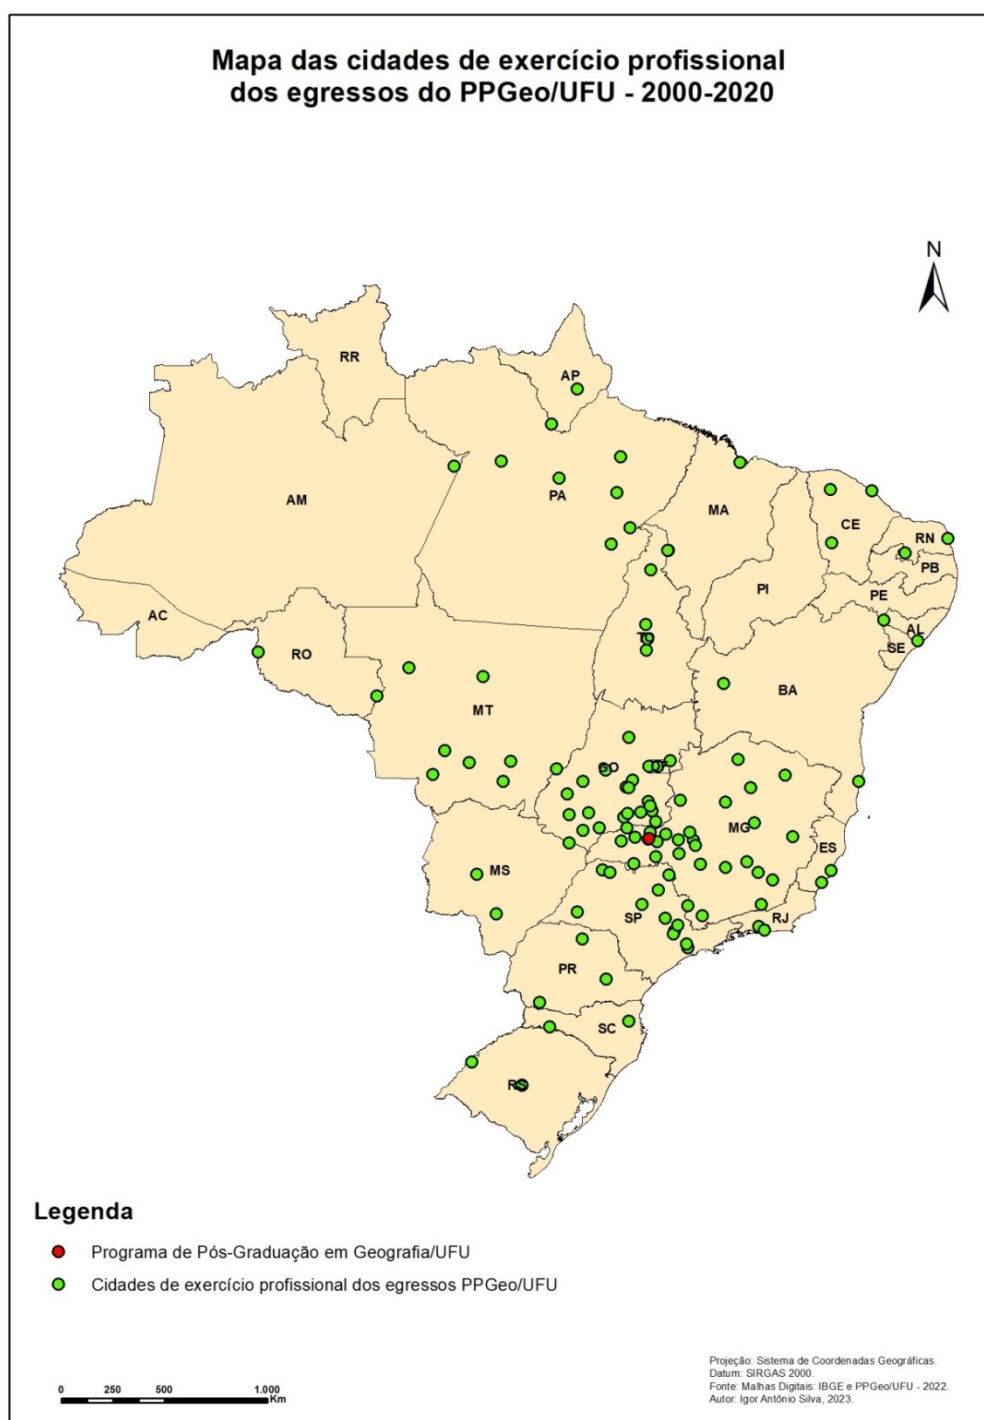 Mapa das cidades de exercício profissional
dos egressos do PPGeo/UFU - 2000-2020
N
RR
AP
AM
PA
MA
CE
RN
PB
PI
PE
AC
AL
TO
SE
RO
BA
MT
GO
DF
MG
ES
MS
SP
RJ
PR
SC
RS
Legenda
Programa de Pós-Graduação em Geografia/UFU
Cidades de exercício profissional dos egressos PPGeo/UFU
0 250 500 1.000
Km
Projeção: Sistema de Coordenadas Geográficas.
Datum: SIRGAS 2000.
Fonte: Malhas Digitais: IBGE e PPGeo/UFU - 2022.
Autor: Igor Antônio Silva, 2023.